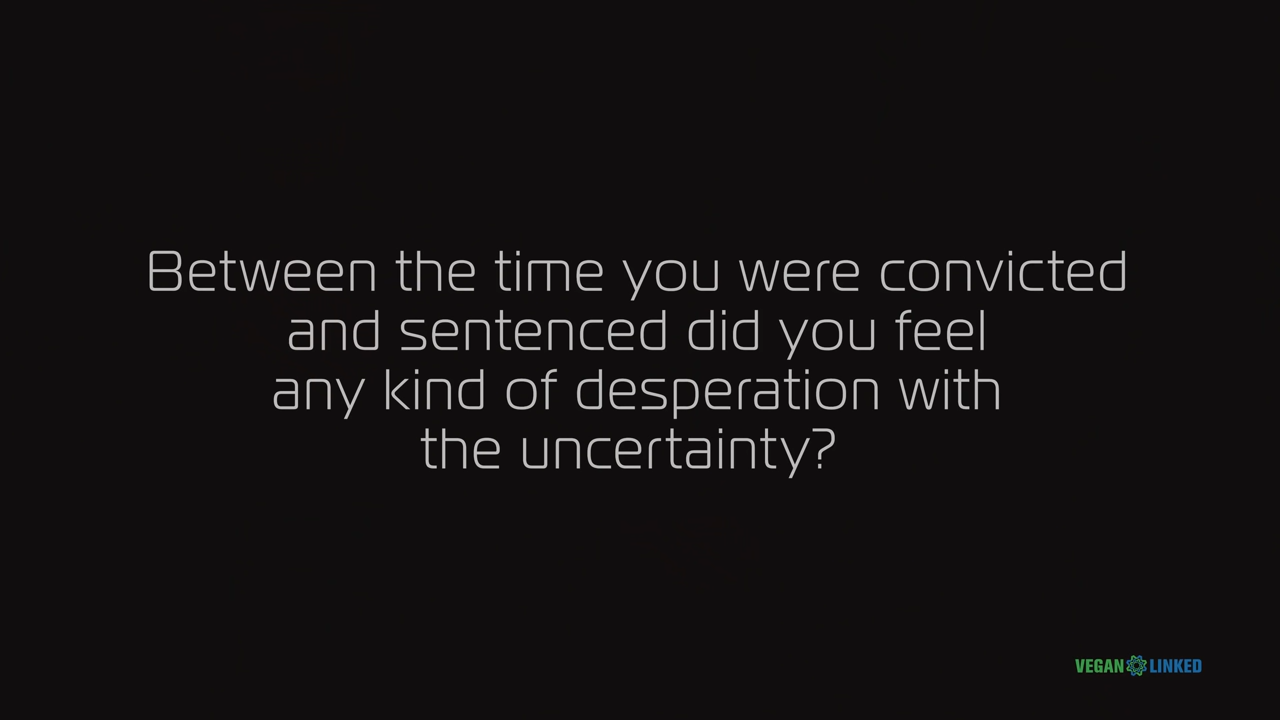 Between the time you were convicted
and sentenced did you feel
any kind of desperation with
the uncertainty?
VEGAN LINKED